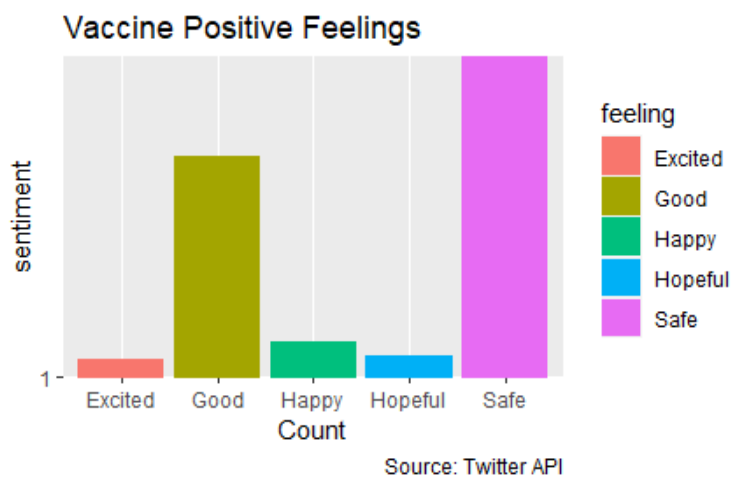 Vaccine Positive Feelings
sentiment
1
Excited Good Happy Hopeful Safe
Count
Source: Twitter API
feeling
Excited
Good
Happy
Hopeful
Safe